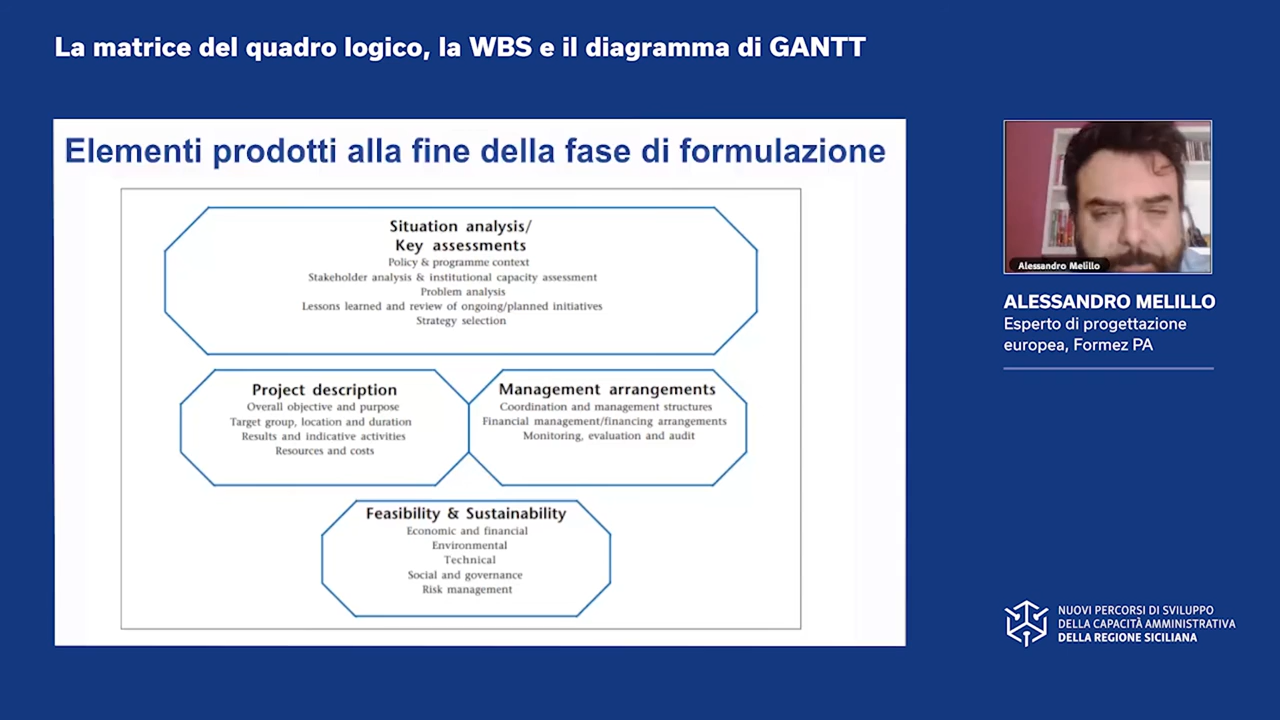 La matrice del quadro logico, la WBS e il diagramma di GANTT
Elementi prodotti alla fine della fase di formulazione
Situation analysis/
Key assessments
Policy & programme context
Stakeholder analysis & institutional capacity assessment
Problem analysis
Lessons learned and review of ongoing/planned initiatives
Strategy selection
Project description
Overall objective and purpose
Target group, location and duration
Results and indicative activities
Resources and costs
Management arrangements
Coordination and management structures
Financial management/financing arrangements
Monitoring, evaluation and audit
Feasibility & Sustainability
Economic and financial
Environmental
Technical
Social and governance
Risk management
Alessandro Melillo
ALESSANDRO MELILLO
Esperto di progettazione
europea, Formez PA
NUOVI PERCORSI DI SVILUPPO
DELLA CAPACITÀ AMMINISTRATIVA
DELLA REGIONE SICILIANA